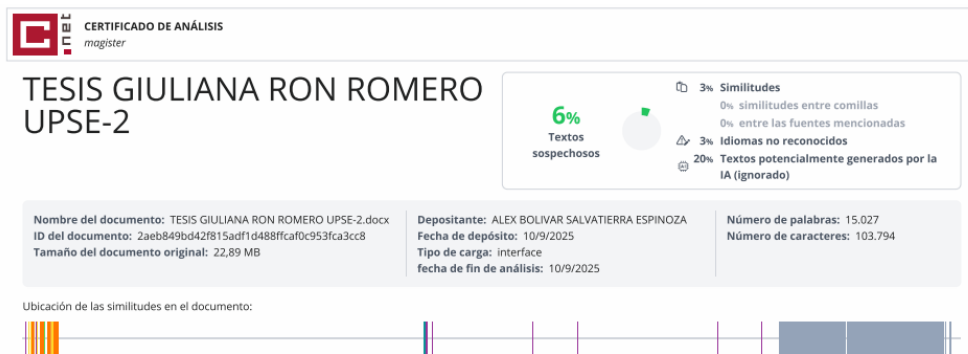 C.net
CERTIFICADO DE ANÁLISIS
magister
TESIS GIULIANA RON ROMERO
UPSE-2
6%
Textos
sospechosos
3% Similitudes
0% similitudes entre comillas
0% entre las fuentes mencionadas
3% Idiomas no reconocidos
20% Textos potencialmente generados por la
IA (ignorado)
Nombre del documento: TESIS GIULIANA RON ROMERO UPSE-2.docx
ID del documento: 2aeb849bd42f815adf1d488ffcaf0c953fca3cc8
Tamaño del documento original: 22,89 MB
Depositante: ALEX BOLIVAR SALVATIERRA ESPINOZA
Fecha de depósito: 10/9/2025
Tipo de carga: interface
fecha de fin de análisis: 10/9/2025
Número de palabras: 15.027
Número de caracteres: 103.794
Ubicación de las similitudes en el documento: